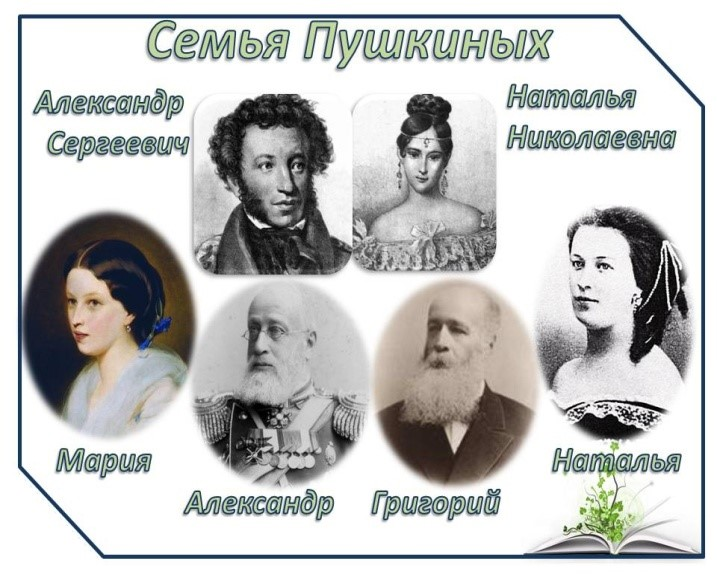 Семья Пушкиных
Александр
Сергеевич
Наталья
Николаевна
Мария
Александр
Григорий
Наталья